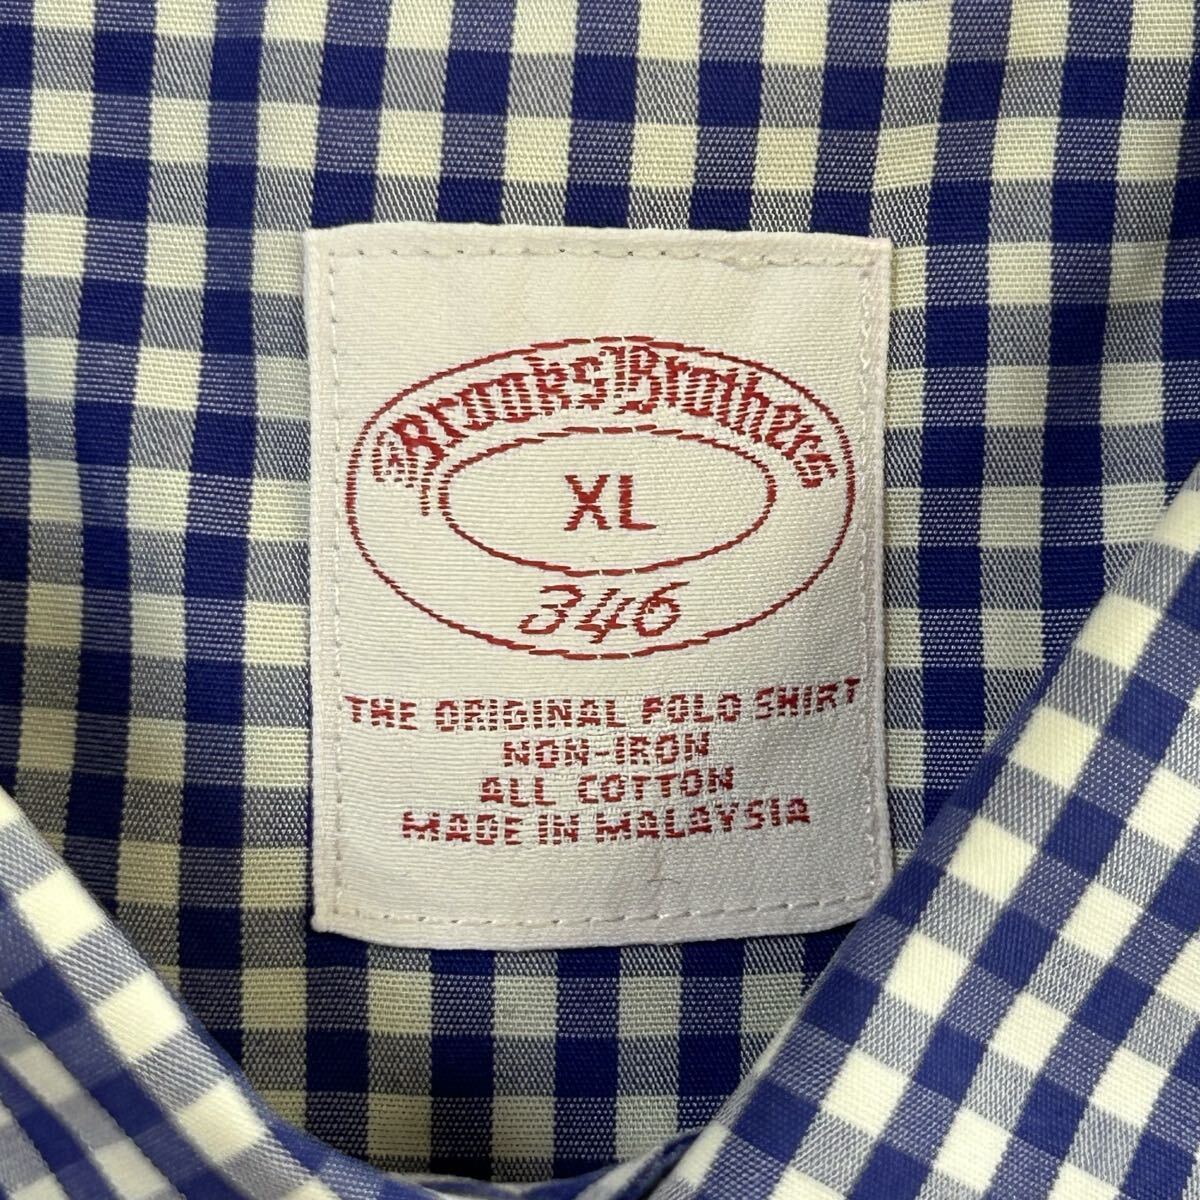 Brooks Brothers
XL
346
THE ORIGINAL POLO SHIRT
NON-IRON
ALL COTTON
MADE IN MALAYSIA